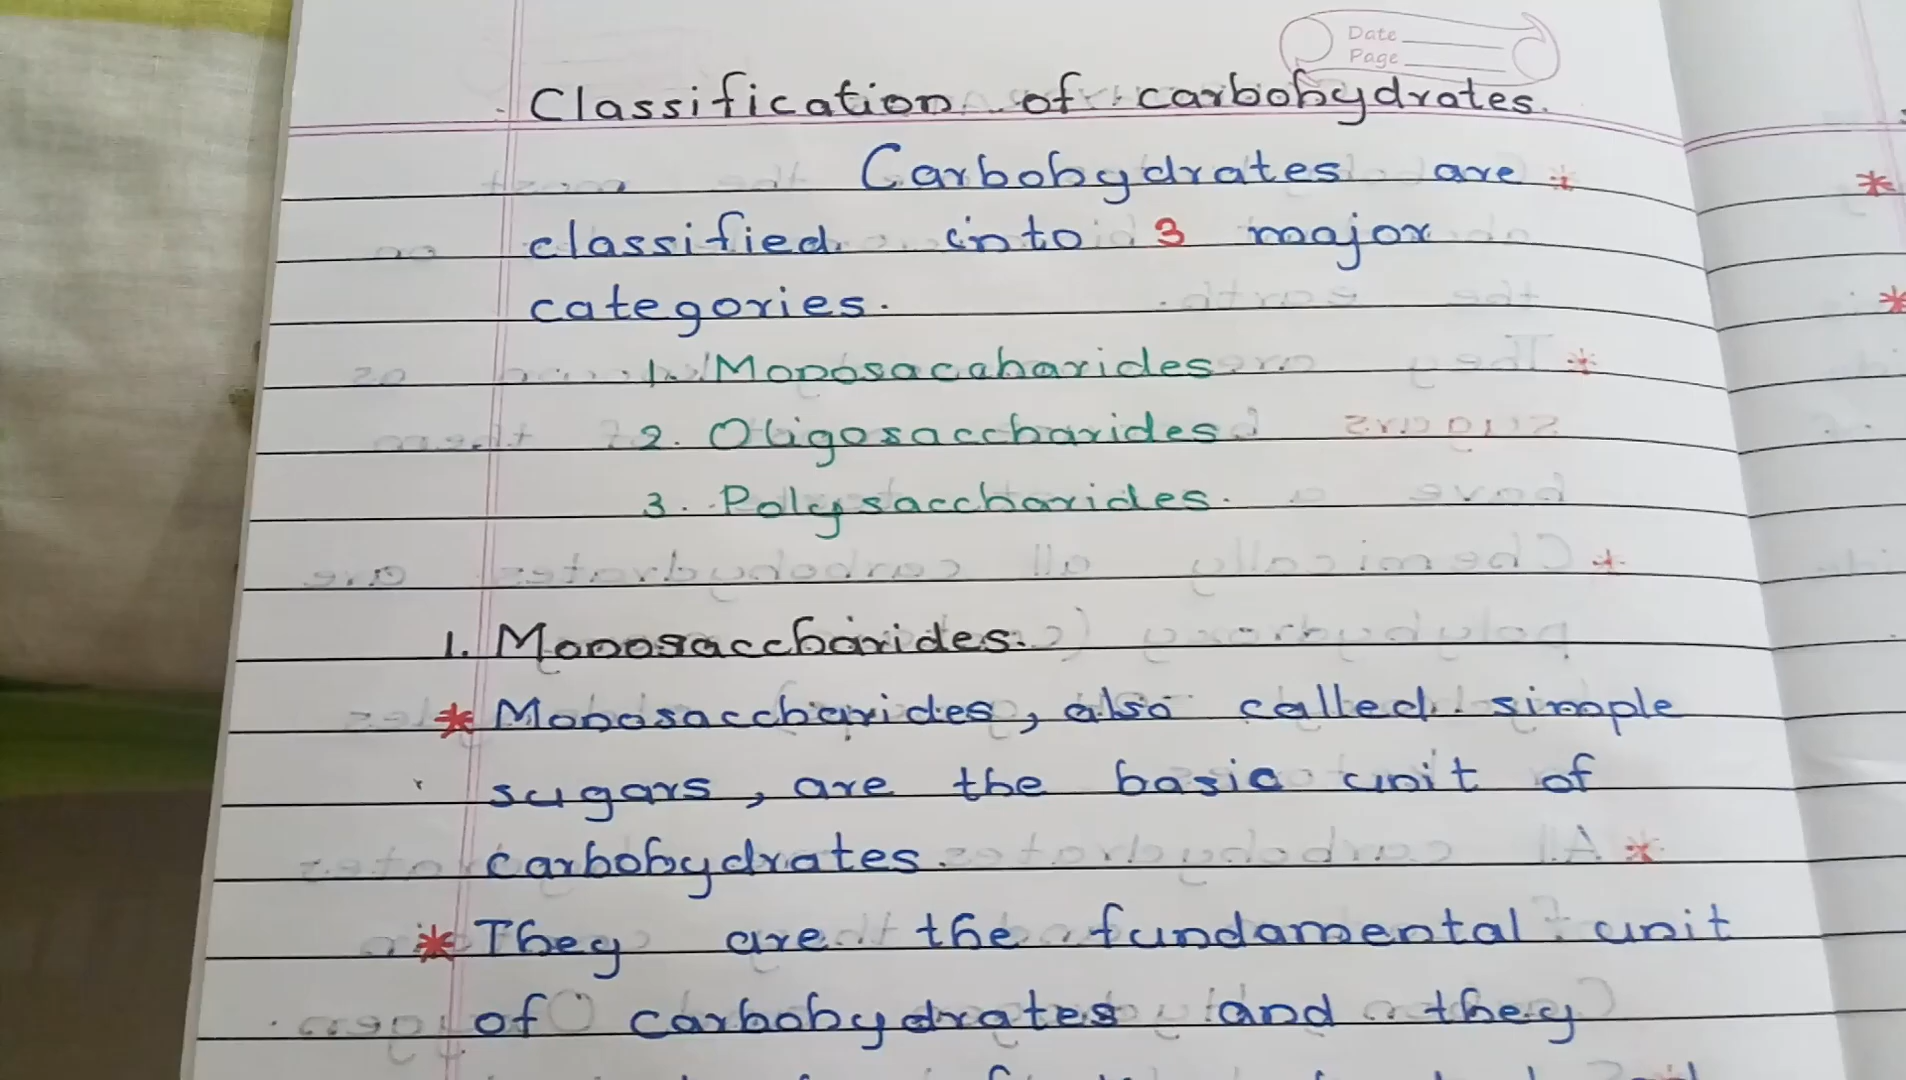 Date
Page
Classification of carbohydrates.
Carbohydrates are
classified into 3 major
categories.
1. Monosaccharides
2. Oligosaccharides
3. Polysaccharides.
1. Monosaccharides.
* Monosaccharides, also called simple
sugars, are the basic unit of
carbohydrates.
* They are the fundamental unit
of carbohydrates and they